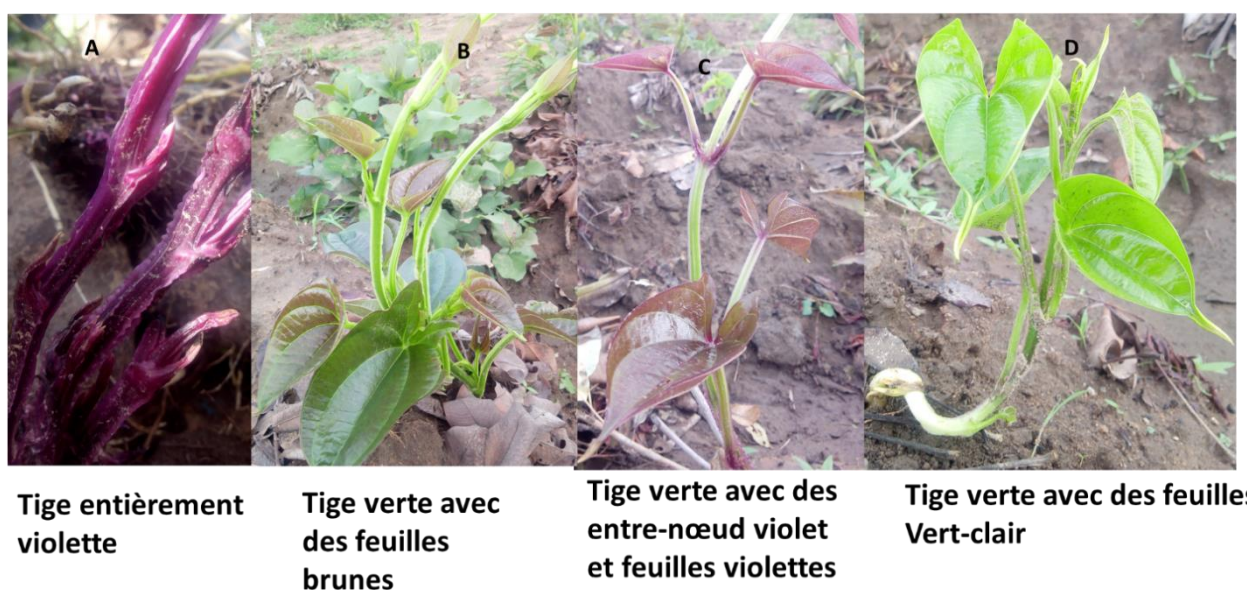 A
B
C
D
Tige entièrement
violette
Tige verte avec
des feuilles
brunes
Tige verte avec des
entre-nœud violet
et feuilles violettes
Tige verte avec des feuilles
Vert-clair